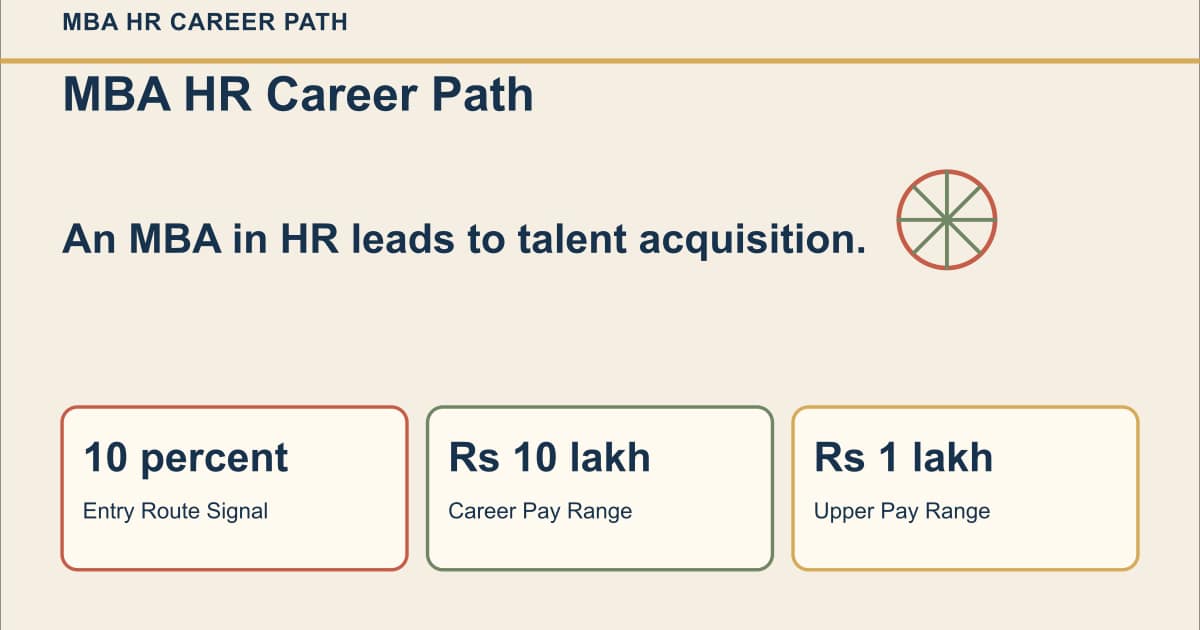 MBA HR CAREER PATH
MBA HR Career Path
An MBA in HR leads to talent acquisition.
10 percent
Entry Route Signal
Rs 10 lakh
Career Pay Range
Rs 1 lakh
Upper Pay Range